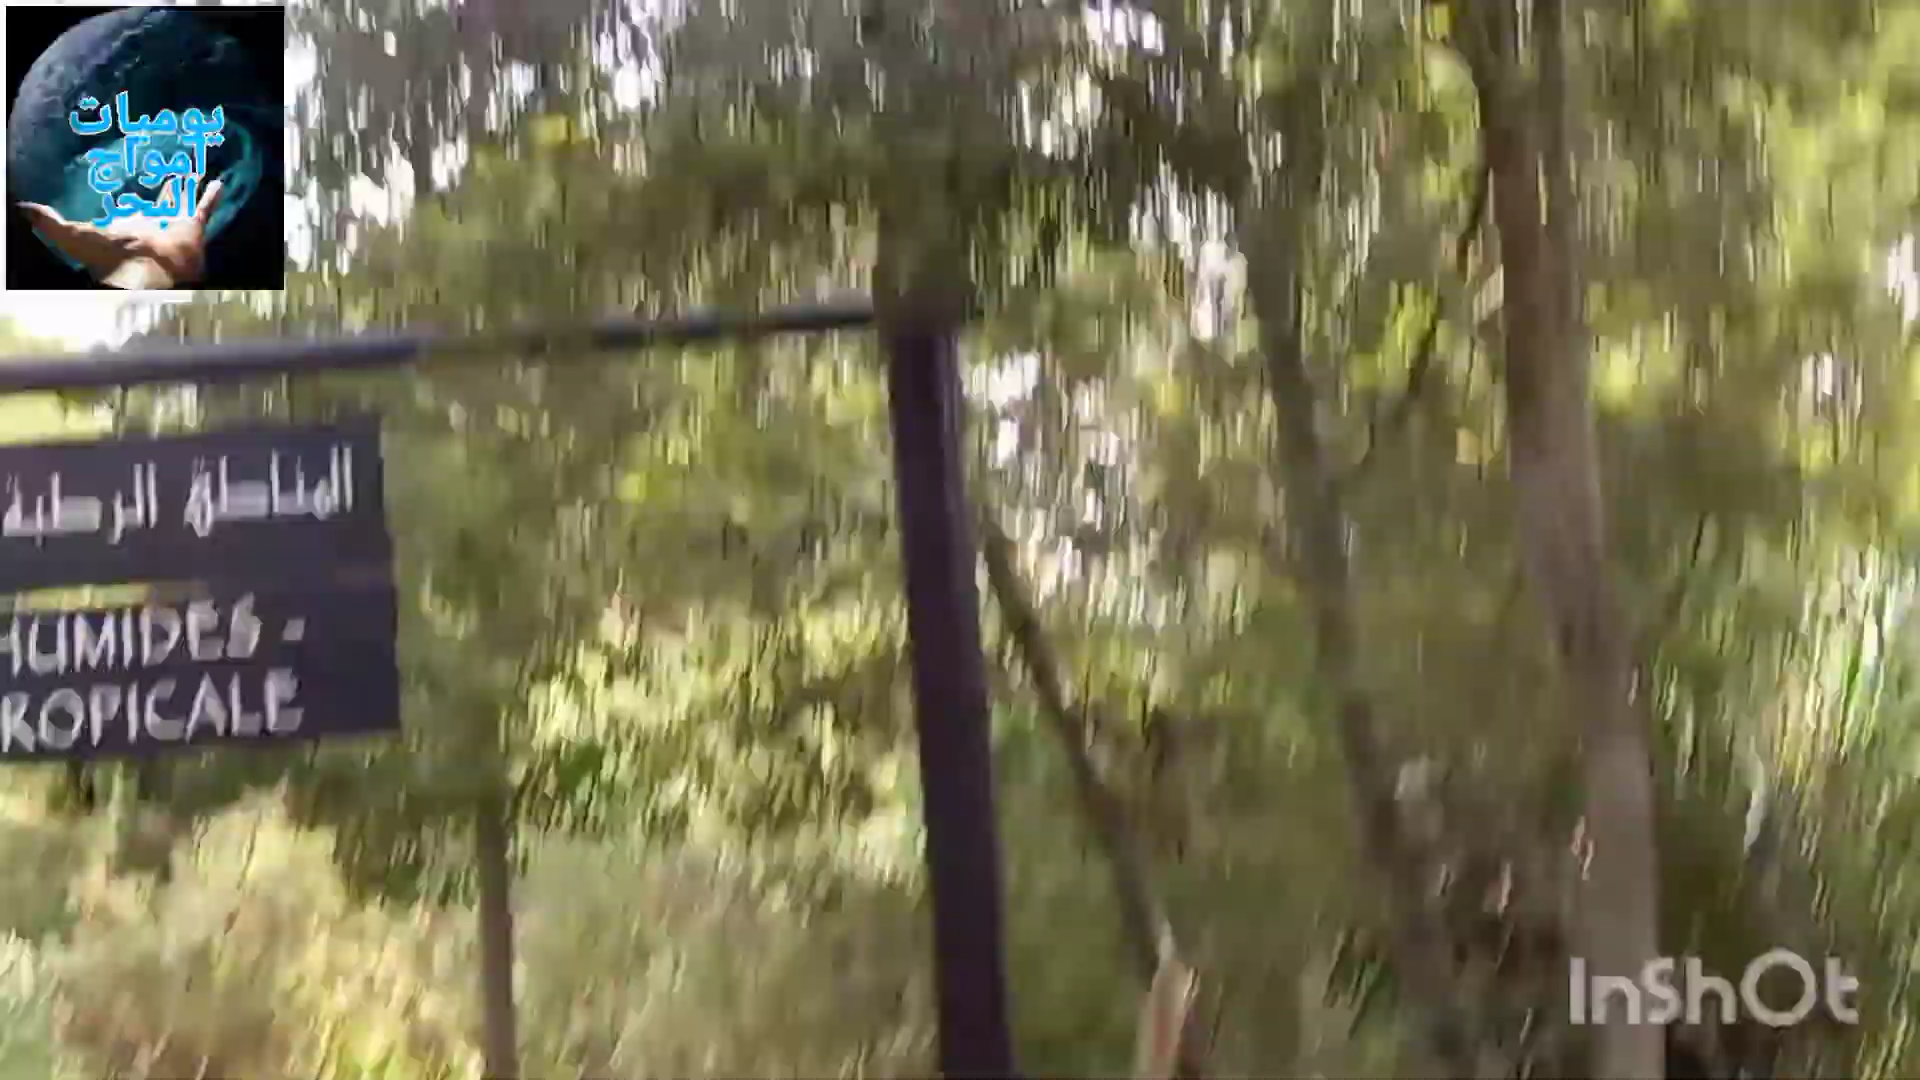 يوميات
أمواج
البحر
المناطق الرطبة
HUMIDES -
ROPICALE
InShOt